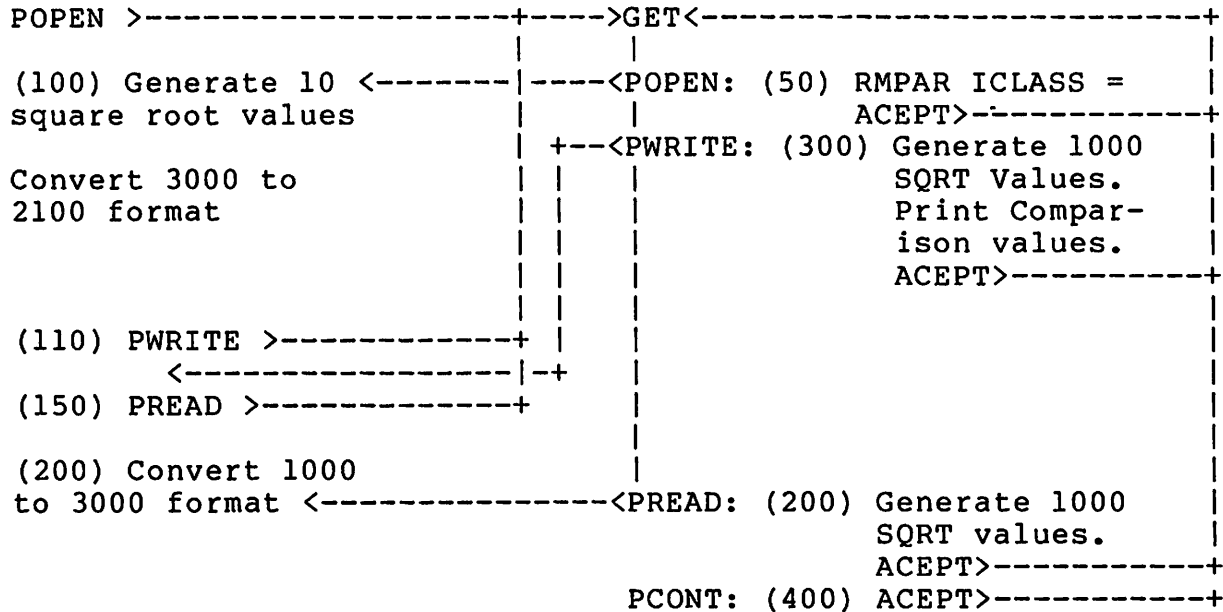 POPEN >-----------------+---->GET<-----------------------+
(100) Generate 10 <-------|----<POPEN: (50) RMPAR ICLASS =
square root values ACEPT>-----------+
+--<PWRITE: (300) Generate 1000
Convert 3000 to SQRT Values.
2100 format Print Compar-
ison values.
ACEPT>----------+
(110) PWRITE >------------+
<-----------------|-+
(150) PREAD >-------------+
(200) Convert 1000
to 3000 format <--------------<PREAD: (200) Generate 1000
SQRT values.
ACEPT>-----------+
PCONT: (400) ACEPT>-----------+